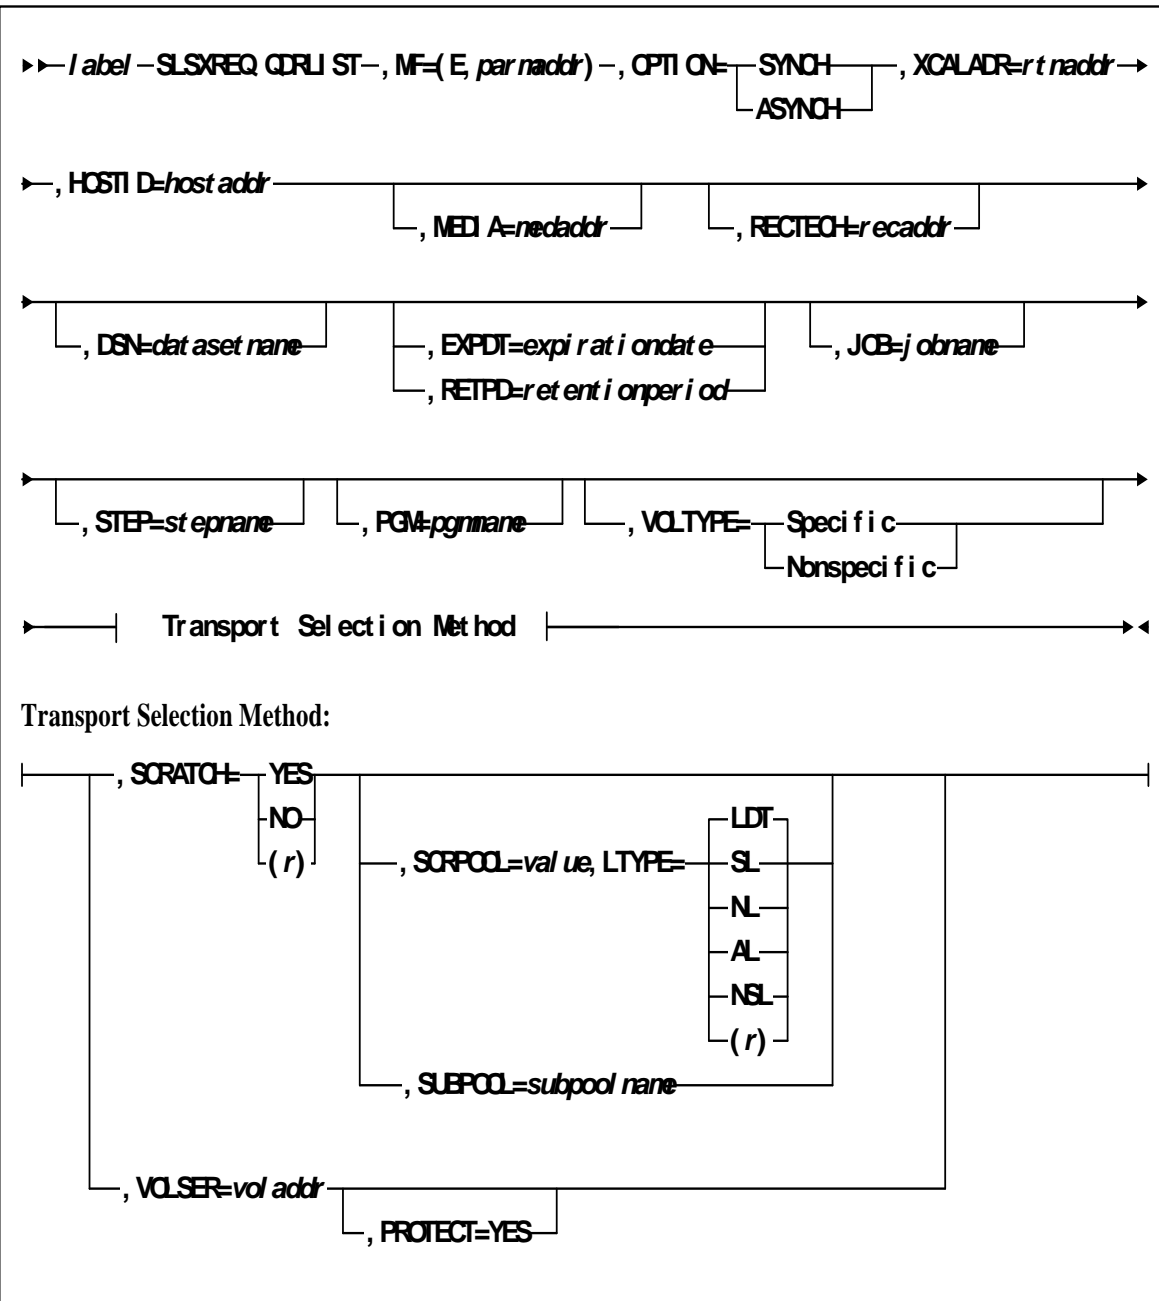 label SLSXREQ QDRLIST , MF=(E, parmaddr) , OPTION= SYNCH , XCALADR=rtnaddr
ASYNCH
, HOSTID=hostaddr
, MEDIA=medaddr , RECTECH=recaddr
, DSN=datasetname , EXPDT=expirationdate , JOB=jobname
, RETPD=retentionperiod
, STEP=stepname , PGM=pgmname , VOLTYPE= Specific
Nonspecific
Transport Selection Method
Transport Selection Method:
, SCRATCH= YES
NO
(r)
LDT
, SCRPOOL=value, LTYPE= SL
NL
AL
NSL
(r)
, SUBPOOL=subpoolname
, VOLSER=voladdr
, PROTECT=YES